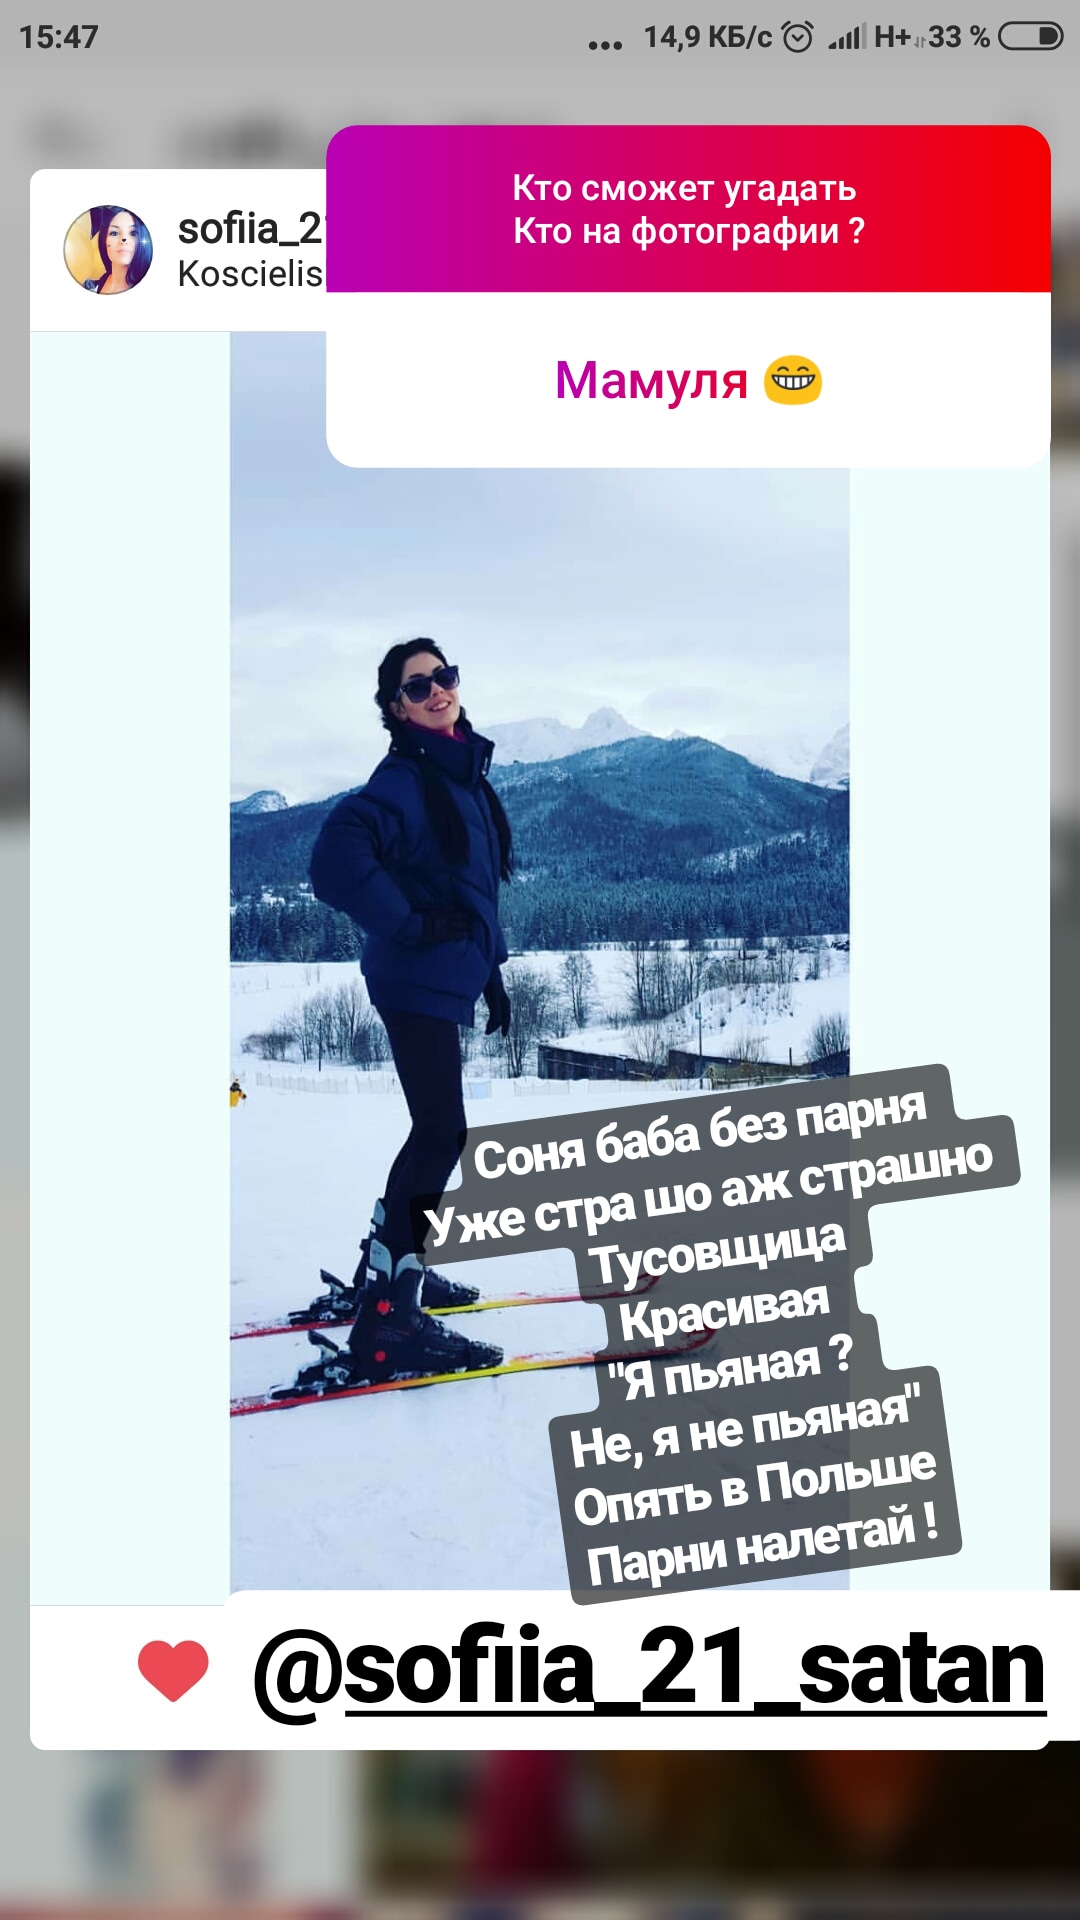 15:47
... 14,9 КБ/с H+ 33 %
Кто сможет угадать
Кто на фотографии ?
sofiia_2
Koscielis
Мамуля 😁
Соня баба без парня
Уже стра шо аж страшно
Тусовщица
Красивая
"Я пьяная ?
Не, я не пьяная"
Опять в Польше
Парни налетай !
@sofiia_21_satan